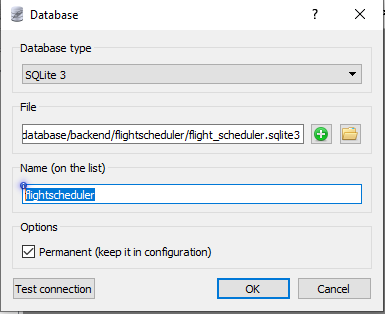 Database
?
Database type
SQLite 3
File
database/backend/flightscheduler/flight_scheduler.sqlite3
Name (on the list)
flightscheduler
Options
Permanent (keep it in configuration)
Test connection
OK
Cancel